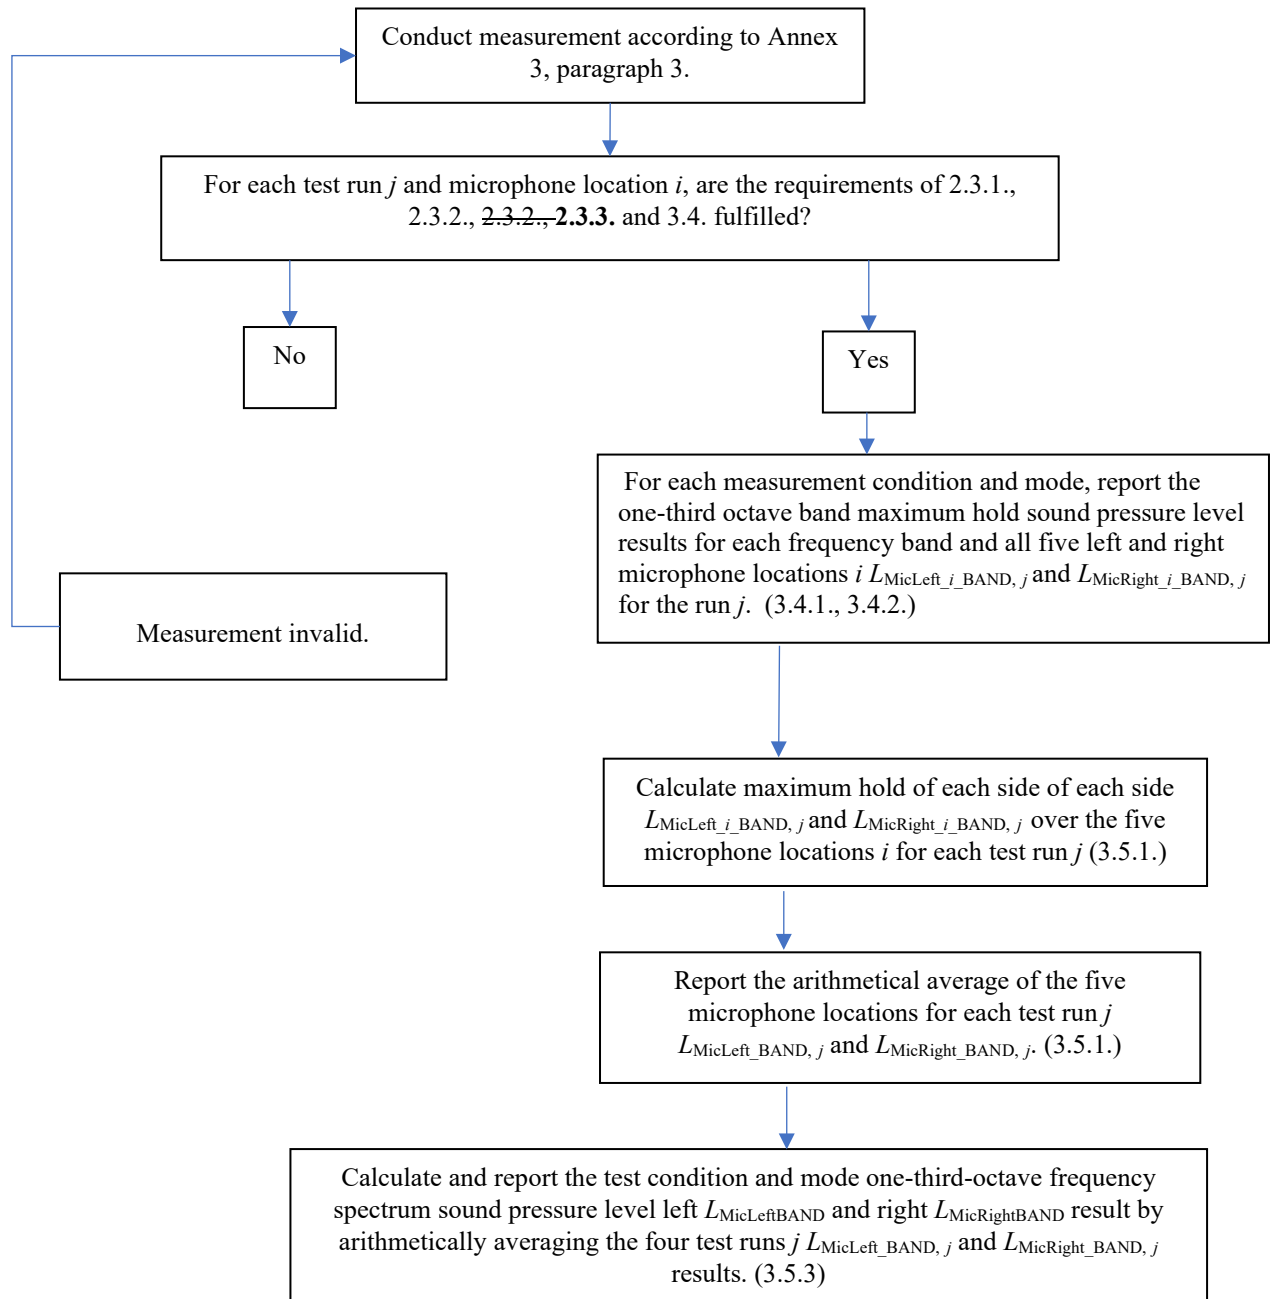 Conduct measurement according to Annex
3, paragraph 3.
For each test run j and microphone location i, are the requirements of 2.3.1.,
2.3.2., 2.3.2., 2.3.3. and 3.4. fulfilled?
No
Yes
For each measurement condition and mode, report the
one-third octave band maximum hold sound pressure level
results for each frequency band and all five left and right
microphone locations i LMicLeft_i_BAND, j and LMicRight_i_BAND, j
for the run j. (3.4.1., 3.4.2.)
Measurement invalid.
Calculate maximum hold of each side of each side
LMicLeft_i_BAND, j and LMicRight_i_BAND, j over the five
microphone locations i for each test run j (3.5.1.)
Report the arithmetical average of the five
microphone locations for each test run j
LMicLeft_BAND, j and LMicRight_BAND, j. (3.5.1.)
Calculate and report the test condition and mode one-third-octave frequency
spectrum sound pressure level left LMicLeftBAND and right LMicRightBAND result by
arithmetically averaging the four test runs j LMicLeft_BAND, j and LMicRight_BAND, j
results. (3.5.3)